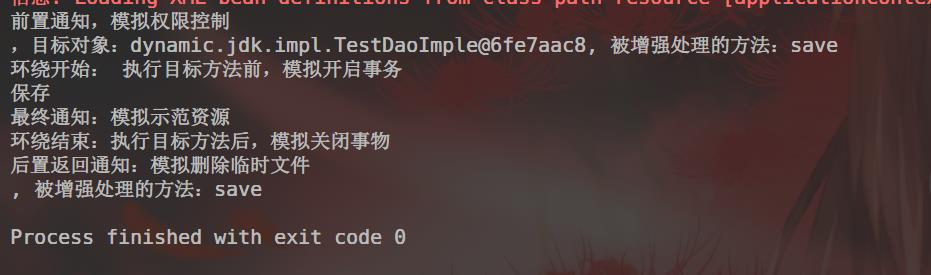 信息: Loading XML bean definitions from class path resource [applicationContex
前置通知，模拟权限控制
，目标对象：dynamic.jdk.impl.TestDaoImple@6fe7aac8, 被增强处理的方法：save
环绕开始： 执行目标方法前，模拟开启事务
保存
最终通知：模拟示范资源
环绕结束：执行目标方法后，模拟关闭事物
后置返回通知：模拟删除临时文件
, 被增强处理的方法：save
Process finished with exit code 0